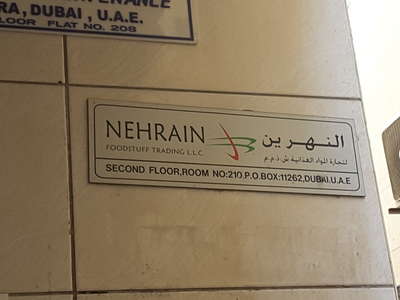 RA, DUBAI, U.A.E.
LOOR FLAT NO. 208
NEHRAIN
FOODSTUFF TRADING L.L.C
النهرين
لتجارة المواد الغذائية ش.ذ.م.م
SECOND FLOOR,ROOM NO:210.P.O.BOX:11262,DUBAI.U.A.E